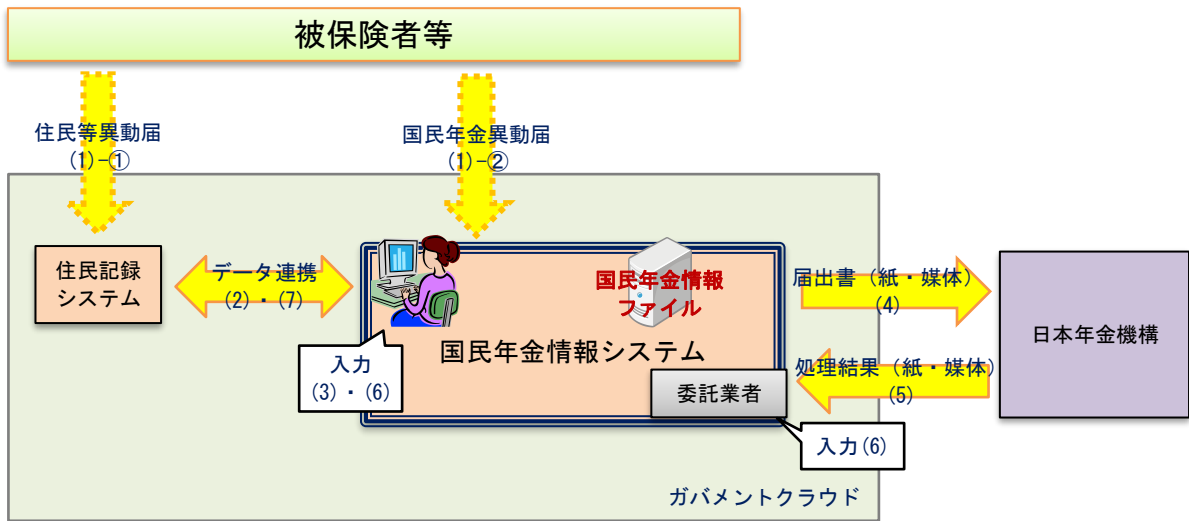 被保険者等
住民等異動届
(1)-①
国民年金異動届
(1)-②
住民記録
システム
データ連携
(2)・(7)
国民年金情報
ファイル
国民年金情報システム
入力
(3)・(6)
委託業者
入力(6)
届出書(紙・媒体)
(4)
処理結果(紙・媒体)
(5)
日本年金機構
ガバメントクラウド